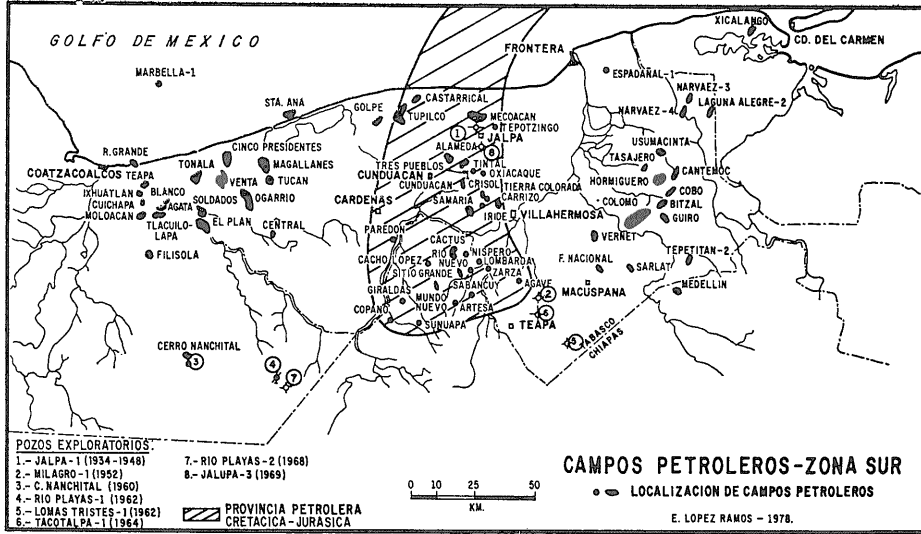 GOLFO DE MEXICO
XICALANGO
CD. DEL CARMEN
FRONTERA
MARBELLA-1
ESPADAÑAL-1
NARVAEZ-3
LAGUNA ALEGRE-2
NARVAEZ-4
STA. ANA
GOLPE
CASTARRICAL
TUPILCO
MECOACAN
TEPOTZINGO
1
JALPA
8
CINCO PRESIDENTES
ALAMEDA
USUMACINTA
R. GRANDE
TONALA
MAGALLANES
TRES PUEBLOS
TINTAL
TASAJERO
COATZACOALCOS
TEAPA
VENTA
TUCAN
CUNDUACAN
OXIACAQUE
HORMIGUERO
CANTEMOC
IXHUATLAN
BLANCO
CUNDUACAN
CRISOL
TIERRA COLORADA
COBO
CUICHAPA
AGATA
SOLDADOS
OGARRIO
CARDENAS
SAMARIA
CARRIZO
COLOMO
BITZAL
MOLOACAN
EL PLAN
IRIDE
VILLAHERMOSA
GUIRO
TLACUILO-
LAPA
CENTRAL
PAREDON
VERNET
FILISOLA
CACTUS
CACHO LOPEZ
RIO
NUEVO
NISPERO
LOMBARDA
TEPETITAN-2
SITIO GRANDE
ZARZA
F. NACIONAL
SARLAT
SABANCUY
AGAVE
MACUSPANA
MEDELLIN
GIRALDAS
MUNDO
NUEVO
ARTESA
2
COPANO
SUNUAPA
6
TEAPA
5
TABASCO
CHIAPAS
CERRO NANCHITAL
3
4
7
POZOS EXPLORATORIOS:
1.- JALPA-1 (1934-1948)
2.- MILAGRO-1 (1952)
3.- C. NANCHITAL (1960)
4.- RIO PLAYAS-1 (1962)
5.- LOMAS TRISTES-1 (1962)
6.- TACOTALPA-1 (1964)
7.- RIO PLAYAS-2 (1968)
8.- JALUPA-3 (1969)
PROVINCIA PETROLERA
CRETACICA-JURASICA
0 10 25 50
KM.
CAMPOS PETROLEROS-ZONA SUR
LOCALIZACION DE CAMPOS PETROLEROS
E. LOPEZ RAMOS - 1978.